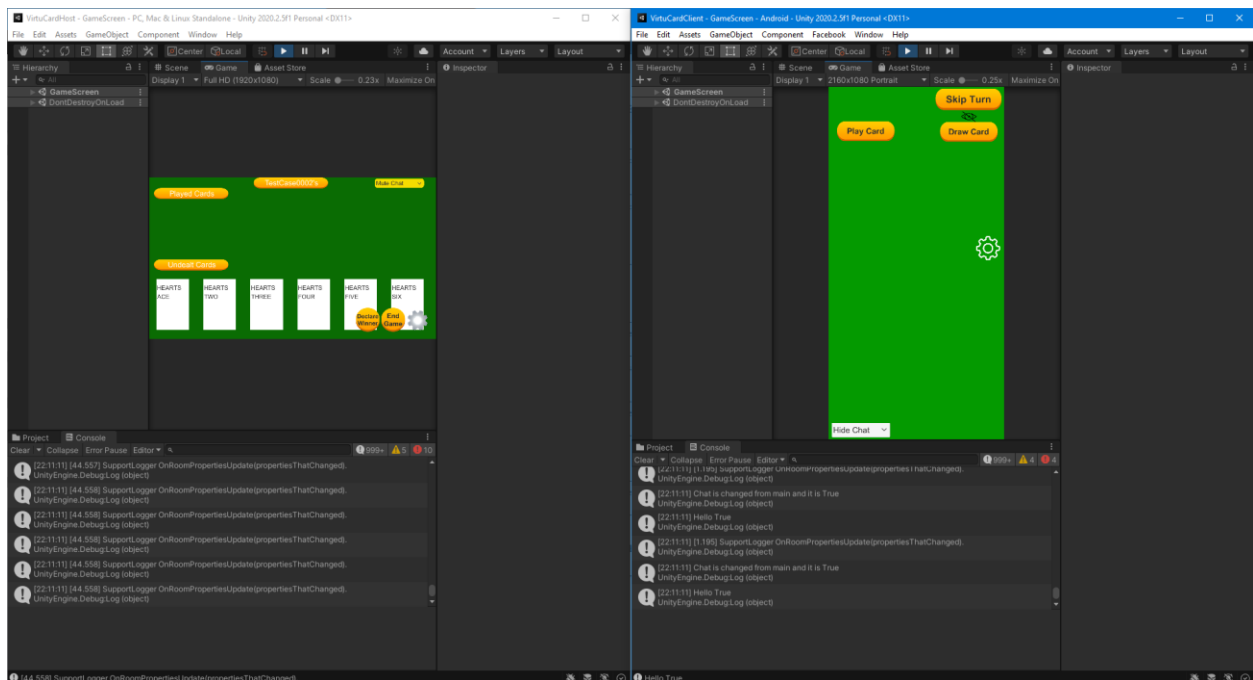 VirtuCardHost - GameScreen - PC, Mac & Linux Standalone - Unity 2020.2.5f1 Personal <DX11>
File Edit Assets GameObject Component Window Help
Center Local Account Layers Layout
Hierarchy Scene Game Asset Store Inspector
All Display 1 Full HD (1920x1080) Scale 0.23x Maximize On
GameScreen
DontDestroyOnLoad
TestCase0002's Hide Chat
Played Cards
Undealt Cards
HEARTS HEARTS HEARTS HEARTS HEARTS HEARTS
ACE TWO THREE FOUR FIVE SIX
Declare End
Winner Game
Project Console
Clear Collapse Error Pause Editor 999+ 5 10
[22:11:11] [44.557] SupportLogger OnRoomPropertiesUpdate(propertiesThatChanged).
UnityEngine.Debug:Log (object)
[22:11:11] [44.558] SupportLogger OnRoomPropertiesUpdate(propertiesThatChanged).
UnityEngine.Debug:Log (object)
[22:11:11] [44.558] SupportLogger OnRoomPropertiesUpdate(propertiesThatChanged).
UnityEngine.Debug:Log (object)
[22:11:11] [44.558] SupportLogger OnRoomPropertiesUpdate(propertiesThatChanged).
UnityEngine.Debug:Log (object)
[22:11:11] [44.558] SupportLogger OnRoomPropertiesUpdate(propertiesThatChanged).
UnityEngine.Debug:Log (object)
[22:11:11] [44.558] SupportLogger OnRoomPropertiesUpdate(propertiesThatChanged).
UnityEngine.Debug:Log (object)
[44.558] SupportLogger OnRoomPropertiesUpdate(propertiesThatChanged).
VirtuCardClient - GameScreen - Android - Unity 2020.2.5f1 Personal <DX11>
File Edit Assets GameObject Component Facebook Window Help
Center Local Account Layers Layout
Hierarchy Scene Game Asset Store Inspector
All Display 1 2160x1080 Portrait Scale 0.25x Maximize On
GameScreen
DontDestroyOnLoad
Skip Turn
Play Card Draw Card
Hide Chat
Project Console
Clear Collapse Error Pause Editor 999+ 4 4
[22:11:11] [1.195] SupportLogger OnRoomPropertiesUpdate(propertiesThatChanged).
UnityEngine.Debug:Log (object)
[22:11:11] Chat is changed from main and it is True
UnityEngine.Debug:Log (object)
[22:11:11] Hello True
UnityEngine.Debug:Log (object)
[22:11:11] [1.195] SupportLogger OnRoomPropertiesUpdate(propertiesThatChanged).
UnityEngine.Debug:Log (object)
[22:11:11] Chat is changed from main and it is True
UnityEngine.Debug:Log (object)
[22:11:11] Hello True
UnityEngine.Debug:Log (object)
Hello True